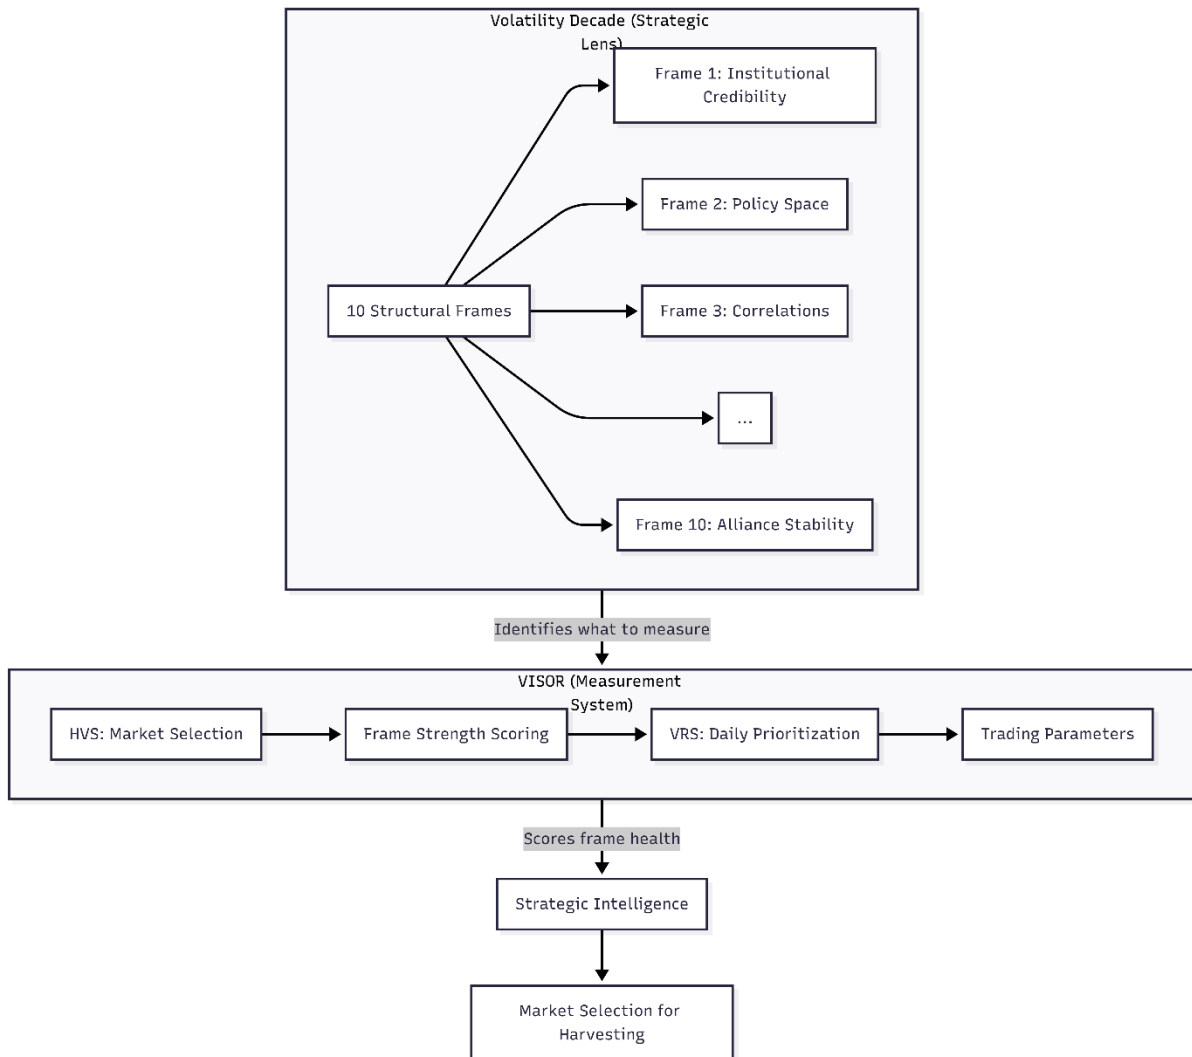 Volatility Decade (Strategic
Lens)
Frame 1: Institutional
Credibility
Frame 2: Policy Space
10 Structural Frames
Frame 3: Correlations
...
Frame 10: Alliance Stability
Identifies what to measure
VISOR (Measurement
System)
HVS: Market Selection
Frame Strength Scoring
VRS: Daily Prioritization
Trading Parameters
Scores frame health
Strategic Intelligence
Market Selection for
Harvesting